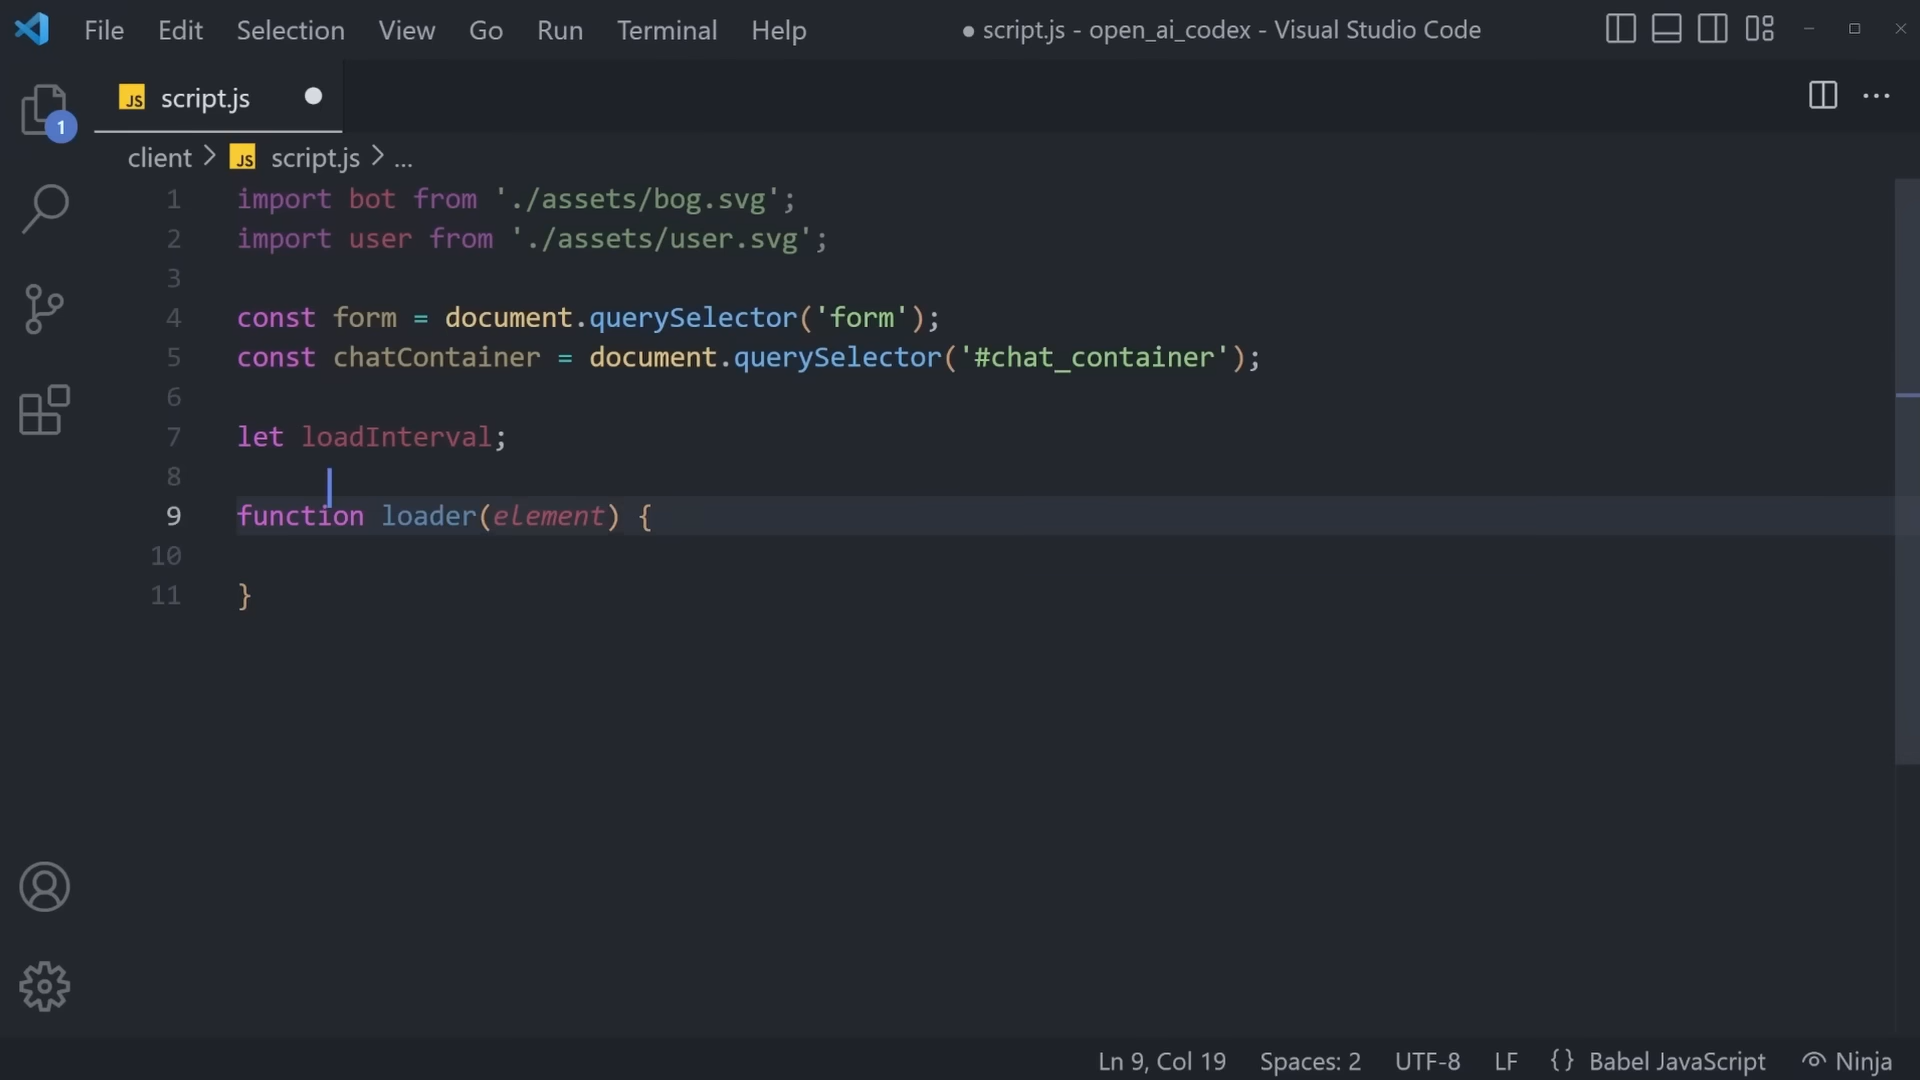 File Edit Selection View Go Run Terminal Help ● script.js - open_ai_codex - Visual Studio Code
JS script.js
1
client > JS script.js > ...
1 import bot from './assets/bog.svg';
2 import user from './assets/user.svg';
3
4 const form = document.querySelector('form');
5 const chatContainer = document.querySelector('#chat_container');
6
7 let loadInterval;
8
9 function loader(element) {
10
11 }
Ln 9, Col 19 Spaces: 2 UTF-8 LF {} Babel JavaScript Ninja